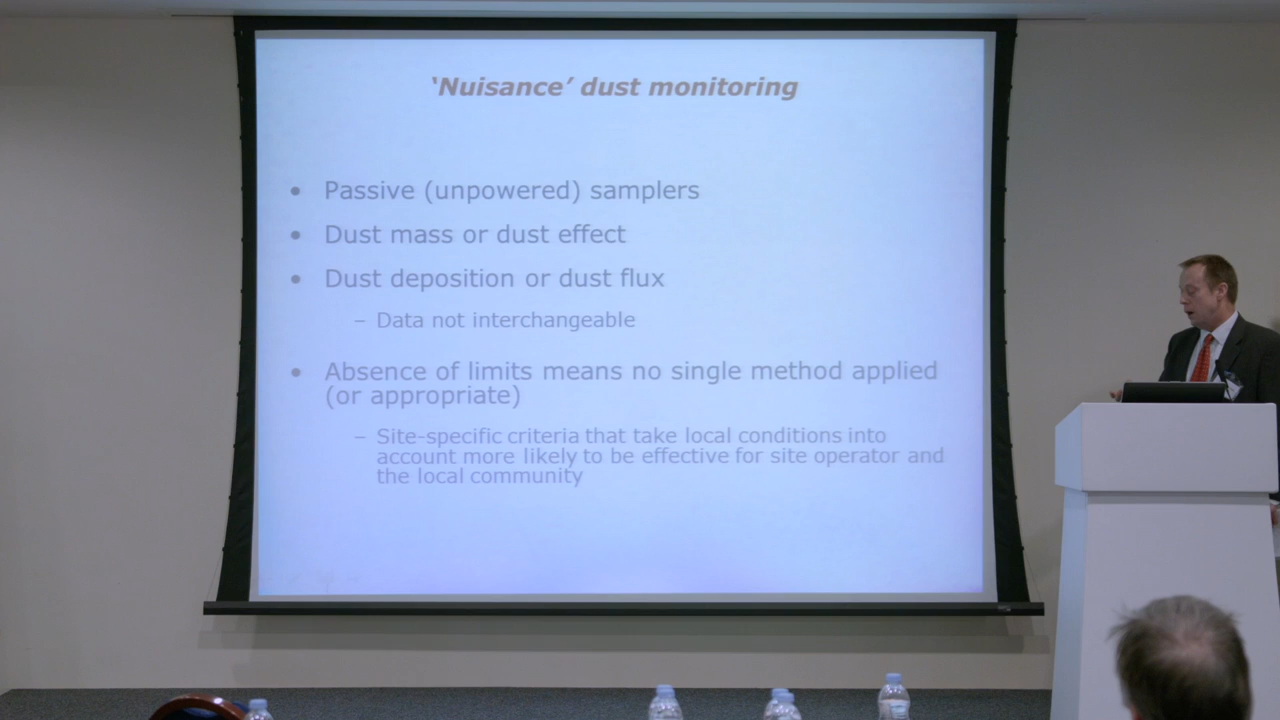 ‘Nuisance’ dust monitoring
• Passive (unpowered) samplers
• Dust mass or dust effect
• Dust deposition or dust flux
– Data not interchangeable
• Absence of limits means no single method applied
(or appropriate)
– Site-specific criteria that take local conditions into
account more likely to be effective for site operator and
the local community